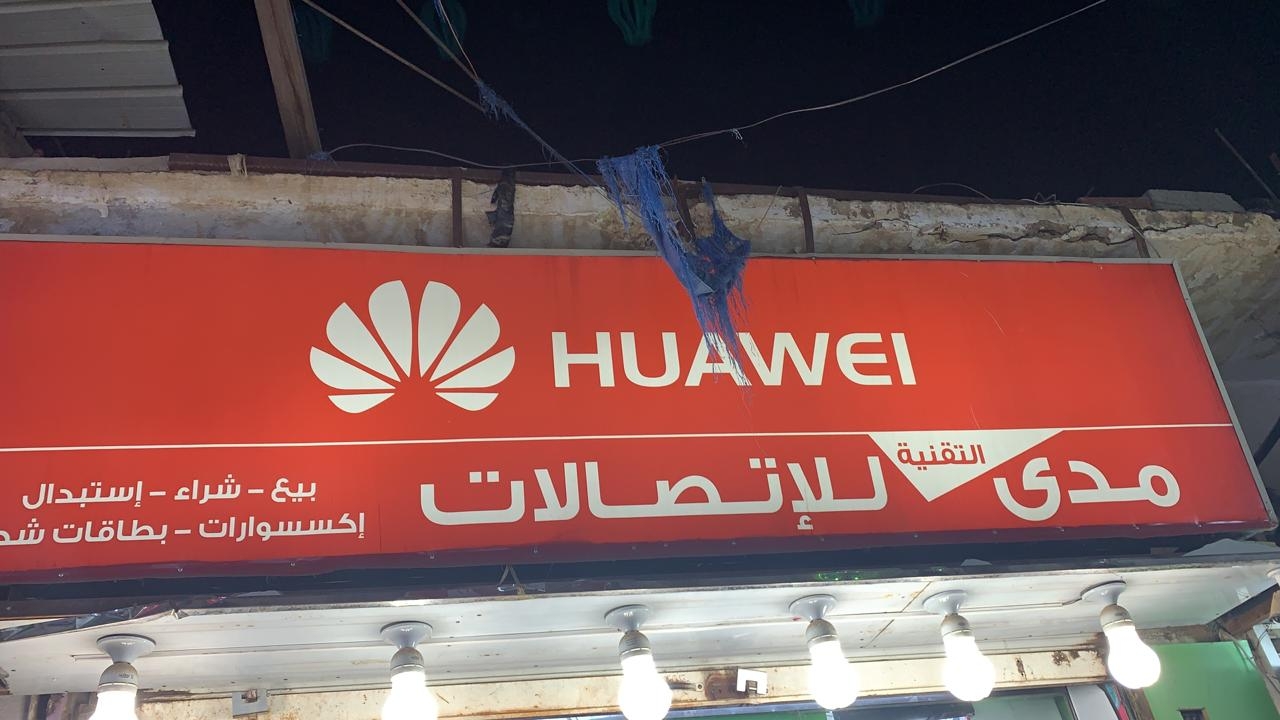 HUAWEI
مدى التقنية للإتصالات
بيع - شراء - إستبدال
إكسسوارات - بطاقات